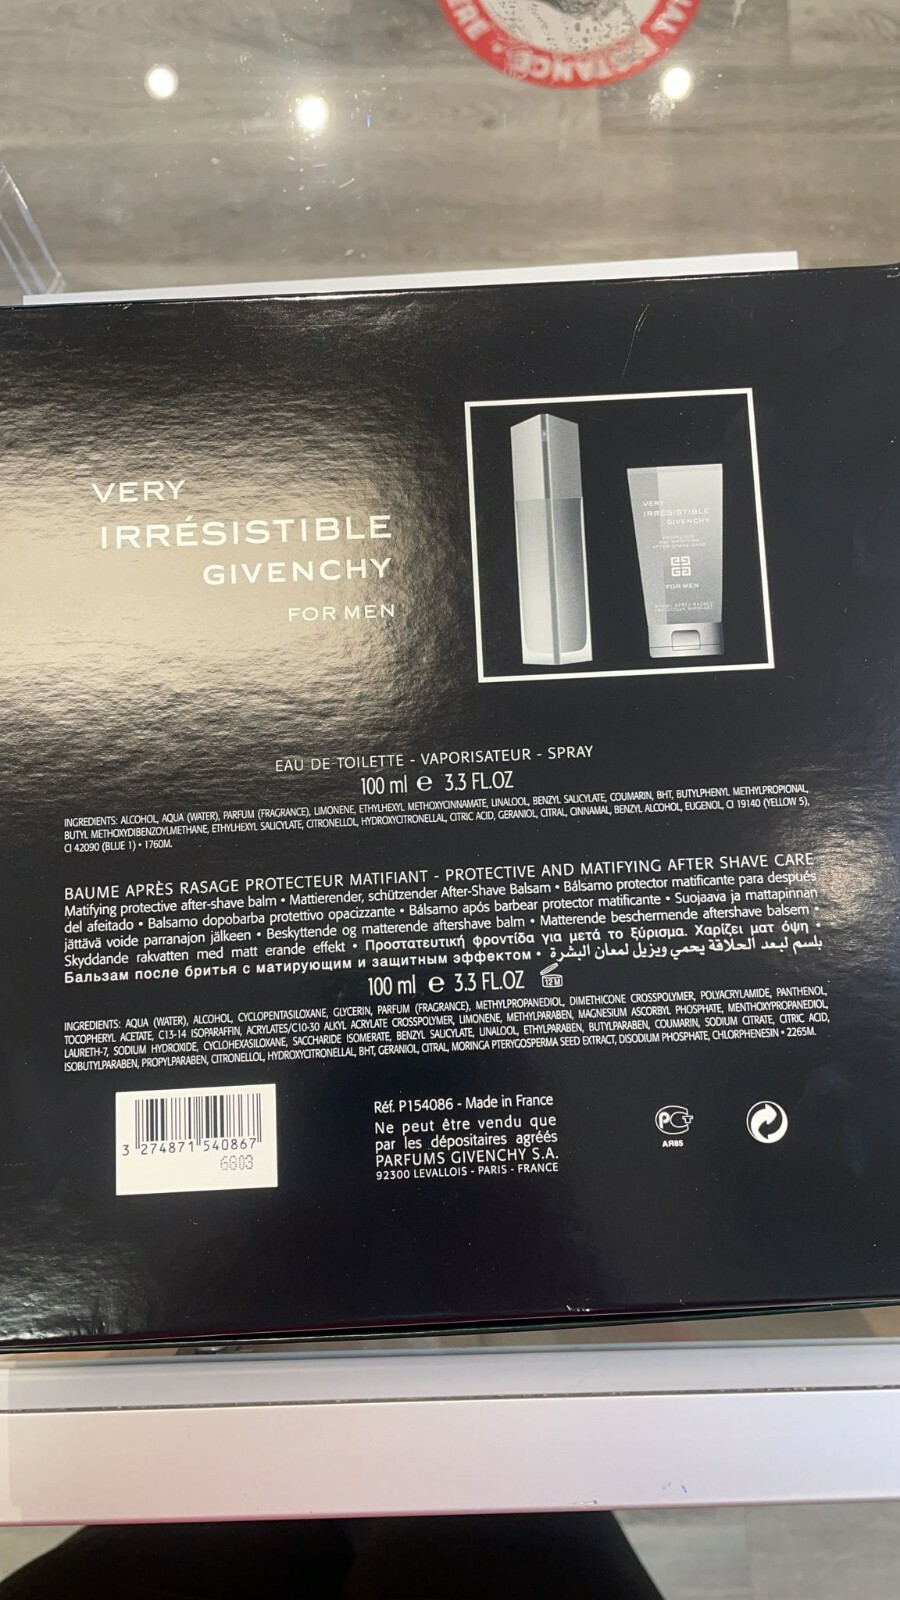 VERY
IRRÉSISTIBLE
GIVENCHY
FOR MEN
VERY
IRRÉSISTIBLE
GIVENCHY
FOR MEN
EAU DE TOILETTE - VAPORISATEUR - SPRAY
100 ml e 3.3 FL.OZ
INGREDIENTS: ALCOHOL, AQUA (WATER), PARFUM (FRAGRANCE), LIMONENE, ETHYLHEXYL METHOXYCINNAMATE, LINALOOL, BENZYL SALICYLATE, COUMARIN, BHT, BUTYLPHENYL METHYLPROPIONAL,
BUTYL METHOXYDIBENZOYLMETHANE, ETHYLHEXYL SALICYLATE, CITRONELLOL, HYDROXYCITRONELLAL, CITRIC ACID, GERANIOL, CITRAL, CINNAMAL, BENZYL ALCOHOL, EUGENOL, CI 19140 (YELLOW 5),
CI 42090 (BLUE 1) • 1760M.
BAUME APRÈS RASAGE PROTECTEUR MATIFIANT - PROTECTIVE AND MATIFYING AFTER SHAVE CARE
Matifying protective after-shave balm • Mattierender, schützender After-Shave Balsam • Bálsamo protector matificante para después
del afeitado • Balsamo dopobarba protettivo opacizzante • Bálsamo após barbear protector matificante • Suojaava ja mattapinnan
jättävä voide parranajon jälkeen • Beskyttende og matterende aftershave balm • Matterende beschermende aftershave balsem •
Skyddande rakvatten med matt erande effekt • Προστατευτική φροντίδα για μετά το ξύρισμα. Χαρίζει ματ όψη •
Бальзам после бритья с матирующим и защитным эффектом • بلسم لبعد الحلاقة يحمي ويزيل لمعان البشرة
100 ml e 3.3 FL.OZ 12 M
INGREDIENTS: AQUA (WATER), ALCOHOL, CYCLOPENTASILOXANE, GLYCERIN, PARFUM (FRAGRANCE), METHYLPROPANEDIOL, DIMETHICONE CROSSPOLYMER, POLYACRYLAMIDE, PANTHENOL,
TOCOPHERYL ACETATE, C13-14 ISOPARAFFIN, ACRYLATES/C10-30 ALKYL ACRYLATE CROSSPOLYMER, LIMONENE, METHYLPARABEN, MAGNESIUM ASCORBYL PHOSPHATE, MENTHOXYPROPANEDIOL,
LAURETH-7, SODIUM HYDROXIDE, CYCLOHEXASILOXANE, SACCHARIDE ISOMERATE, BENZYL SALICYLATE, LINALOOL, ETHYLPARABEN, BUTYLPARABEN, COUMARIN, SODIUM CITRATE, CITRIC ACID,
ISOBUTYLPARABEN, PROPYLPARABEN, CITRONELLOL, HYDROXYCITRONELLAL, BHT, GERANIOL, CITRAL, MORINGA PTERYGOSPERMA SEED EXTRACT, DISODIUM PHOSPHATE, CHLORPHENESIN • 2265M.
3 274871 540867
6G03
Réf. P154086 - Made in France
Ne peut être vendu que
par les dépositaires agréés
PARFUMS GIVENCHY S.A.
92300 LEVALLOIS - PARIS - FRANCE
АЯ85